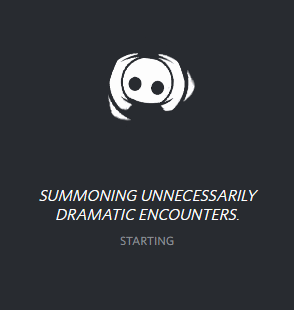 SUMMONING UNNECESSARILY
DRAMATIC ENCOUNTERS.
STARTING